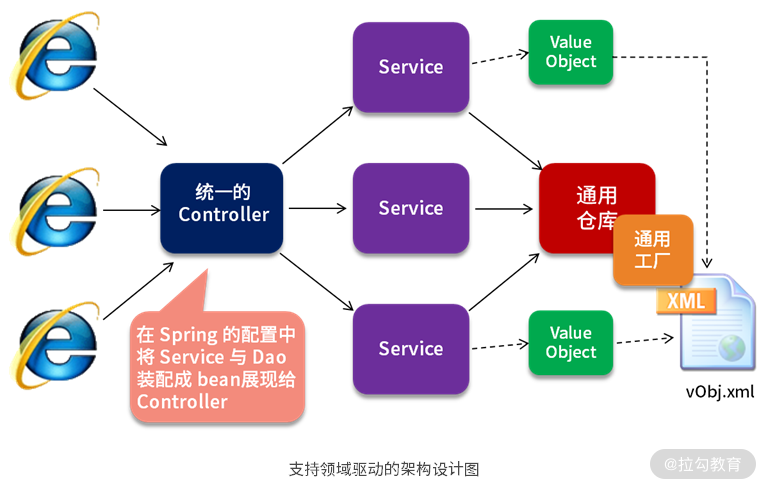 Value
Object
Service
统一的
Controller
Service
通用
仓库
通用
工厂
XML
在 Spring 的配置中
将 Service 与 Dao
装配成 bean展现给
Controller
Service
Value
Object
vObj.xml
支持领域驱动的架构设计图
@拉勾教育